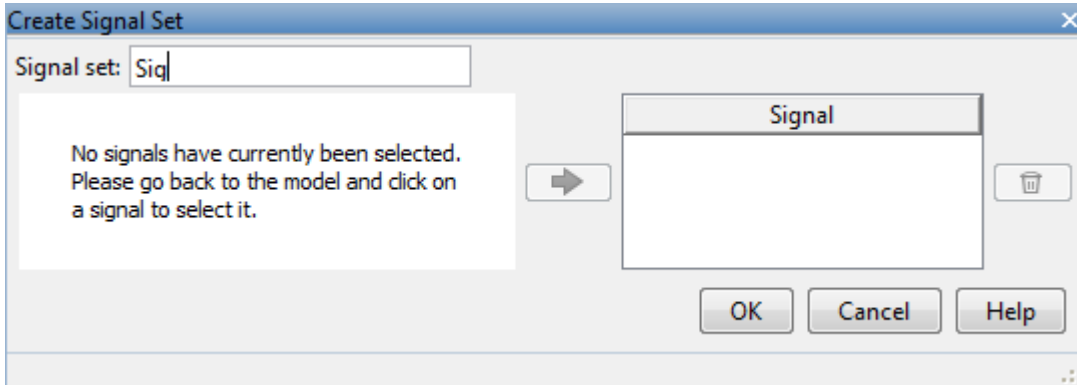 Create Signal Set
Signal set: Sig
No signals have currently been selected.
Please go back to the model and click on
a signal to select it.
Signal
OK Cancel Help